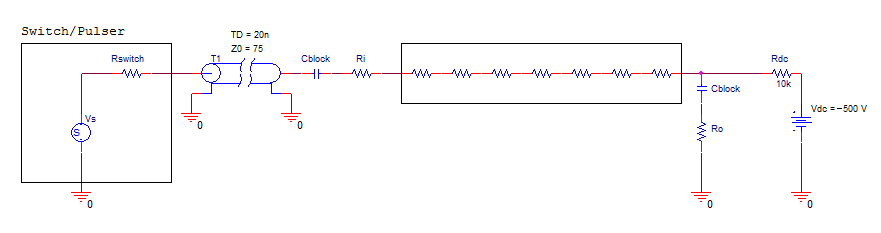 Switch/Pulser
TD = 20n
Z0 = 75
Rswitch
T1
Cblock
Ri
Rdc
10k
Cblock
Vs
S
Vdc = -500 V
Ro
0
0
0
0
0